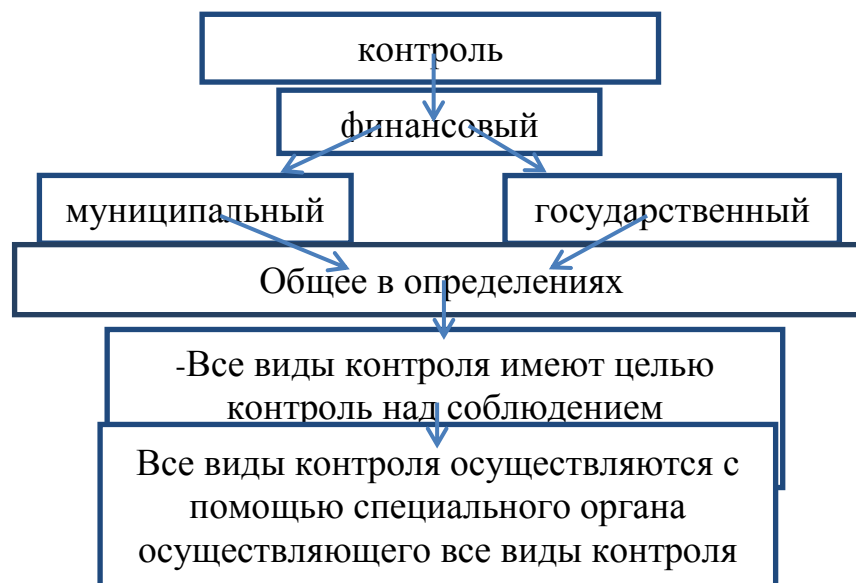 контроль
финансовый
муниципальный
государственный
Общее в определениях
-Все виды контроля имеют целью
контроль над соблюдением
Все виды контроля осуществляются с
помощью специального органа
осуществляющего все виды контроля